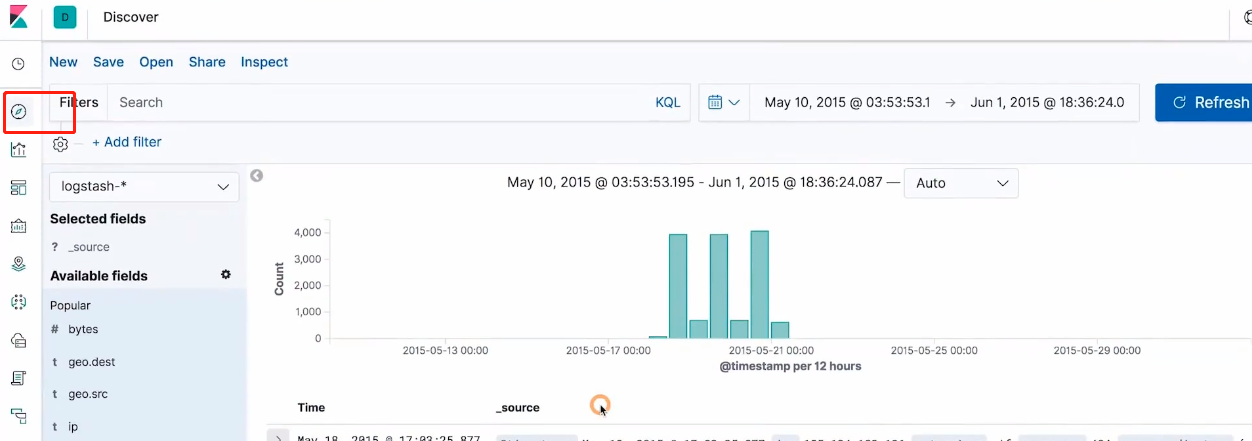 D Discover
New Save Open Share Inspect
Filters Search KQL May 10, 2015 @ 03:53:53.1 → Jun 1, 2015 @ 18:36:24.0 Refresh
+ Add filter
logstash-*
May 10, 2015 @ 03:53:53.195 - Jun 1, 2015 @ 18:36:24.087 — Auto
Selected fields
? _source
Available fields
Popular
# bytes
t geo.dest
t geo.src
t ip
Count
4,000
3,000
2,000
1,000
0
2015-05-13 00:00 2015-05-17 00:00 2015-05-21 00:00 2015-05-25 00:00 2015-05-29 00:00
@timestamp per 12 hours
Time _source
May 18, 2015 @ 17:03:25.877